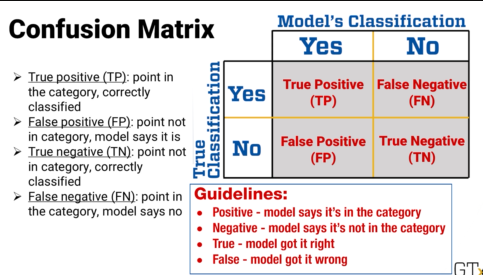 Confusion Matrix
➤ True positive (TP): point in
the category, correctly
classified
➤ False positive (FP): point not
in category, model says it is
➤ True negative (TN): point not
in category, correctly
classified
➤ False negative (FN): point in
the category, model says no
Model's Classification
Yes No
True Classification
Yes
True Positive (TP)
False Negative (FN)
No
False Positive (FP)
True Negative (TN)
Guidelines:
• Positive - model says it's in the category
• Negative - model says it's not in the category
• True - model got it right
• False - model got it wrong
GTx